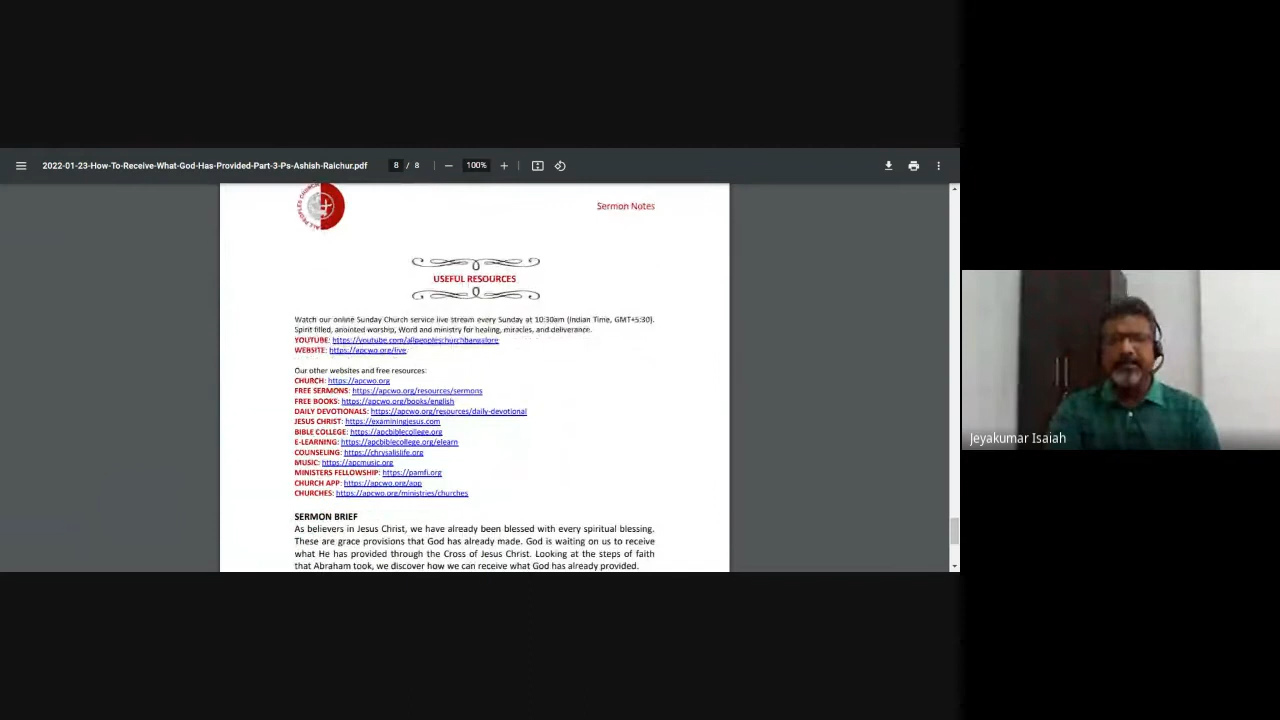 2022-01-23-How-To-Receive-What-God-Has-Provided-Part-3-Ps-Ashish-Raichur.pdf
8 / 8
100%
ALL PEOPLES CHURCH
Sermon Notes
USEFUL RESOURCES
Watch our online Sunday Church service live stream every Sunday at 10:30am (Indian Time, GMT+5:30).
Spirit filled, anointed worship, Word and ministry for healing, miracles, and deliverance.
YOUTUBE: https://youtube.com/allpeopleschurchbangalore
WEBSITE: https://apcwo.org/live
Our other websites and free resources:
CHURCH: https://apcwo.org
FREE SERMONS: https://apcwo.org/resources/sermons
FREE BOOKS: https://apcwo.org/books/english
DAILY DEVOTIONALS: https://apcwo.org/resources/daily-devotional
JESUS CHRIST: https://examiningjesus.com
BIBLE COLLEGE: https://apcbiblecollege.org
E-LEARNING: https://apcbiblecollege.org/elearn
COUNSELING: https://chrysalislife.org
MUSIC: https://apcmusic.org
MINISTERS FELLOWSHIP: https://pamfi.org
CHURCH APP: https://apcwo.org/app
CHURCHES: https://apcwo.org/ministries/churches
SERMON BRIEF
As believers in Jesus Christ, we have already been blessed with every spiritual blessing.
These are grace provisions that God has already made. God is waiting on us to receive
what He has provided through the Cross of Jesus Christ. Looking at the steps of faith
that Abraham took, we discover how we can receive what God has already provided.
Jeyakumar Isaiah